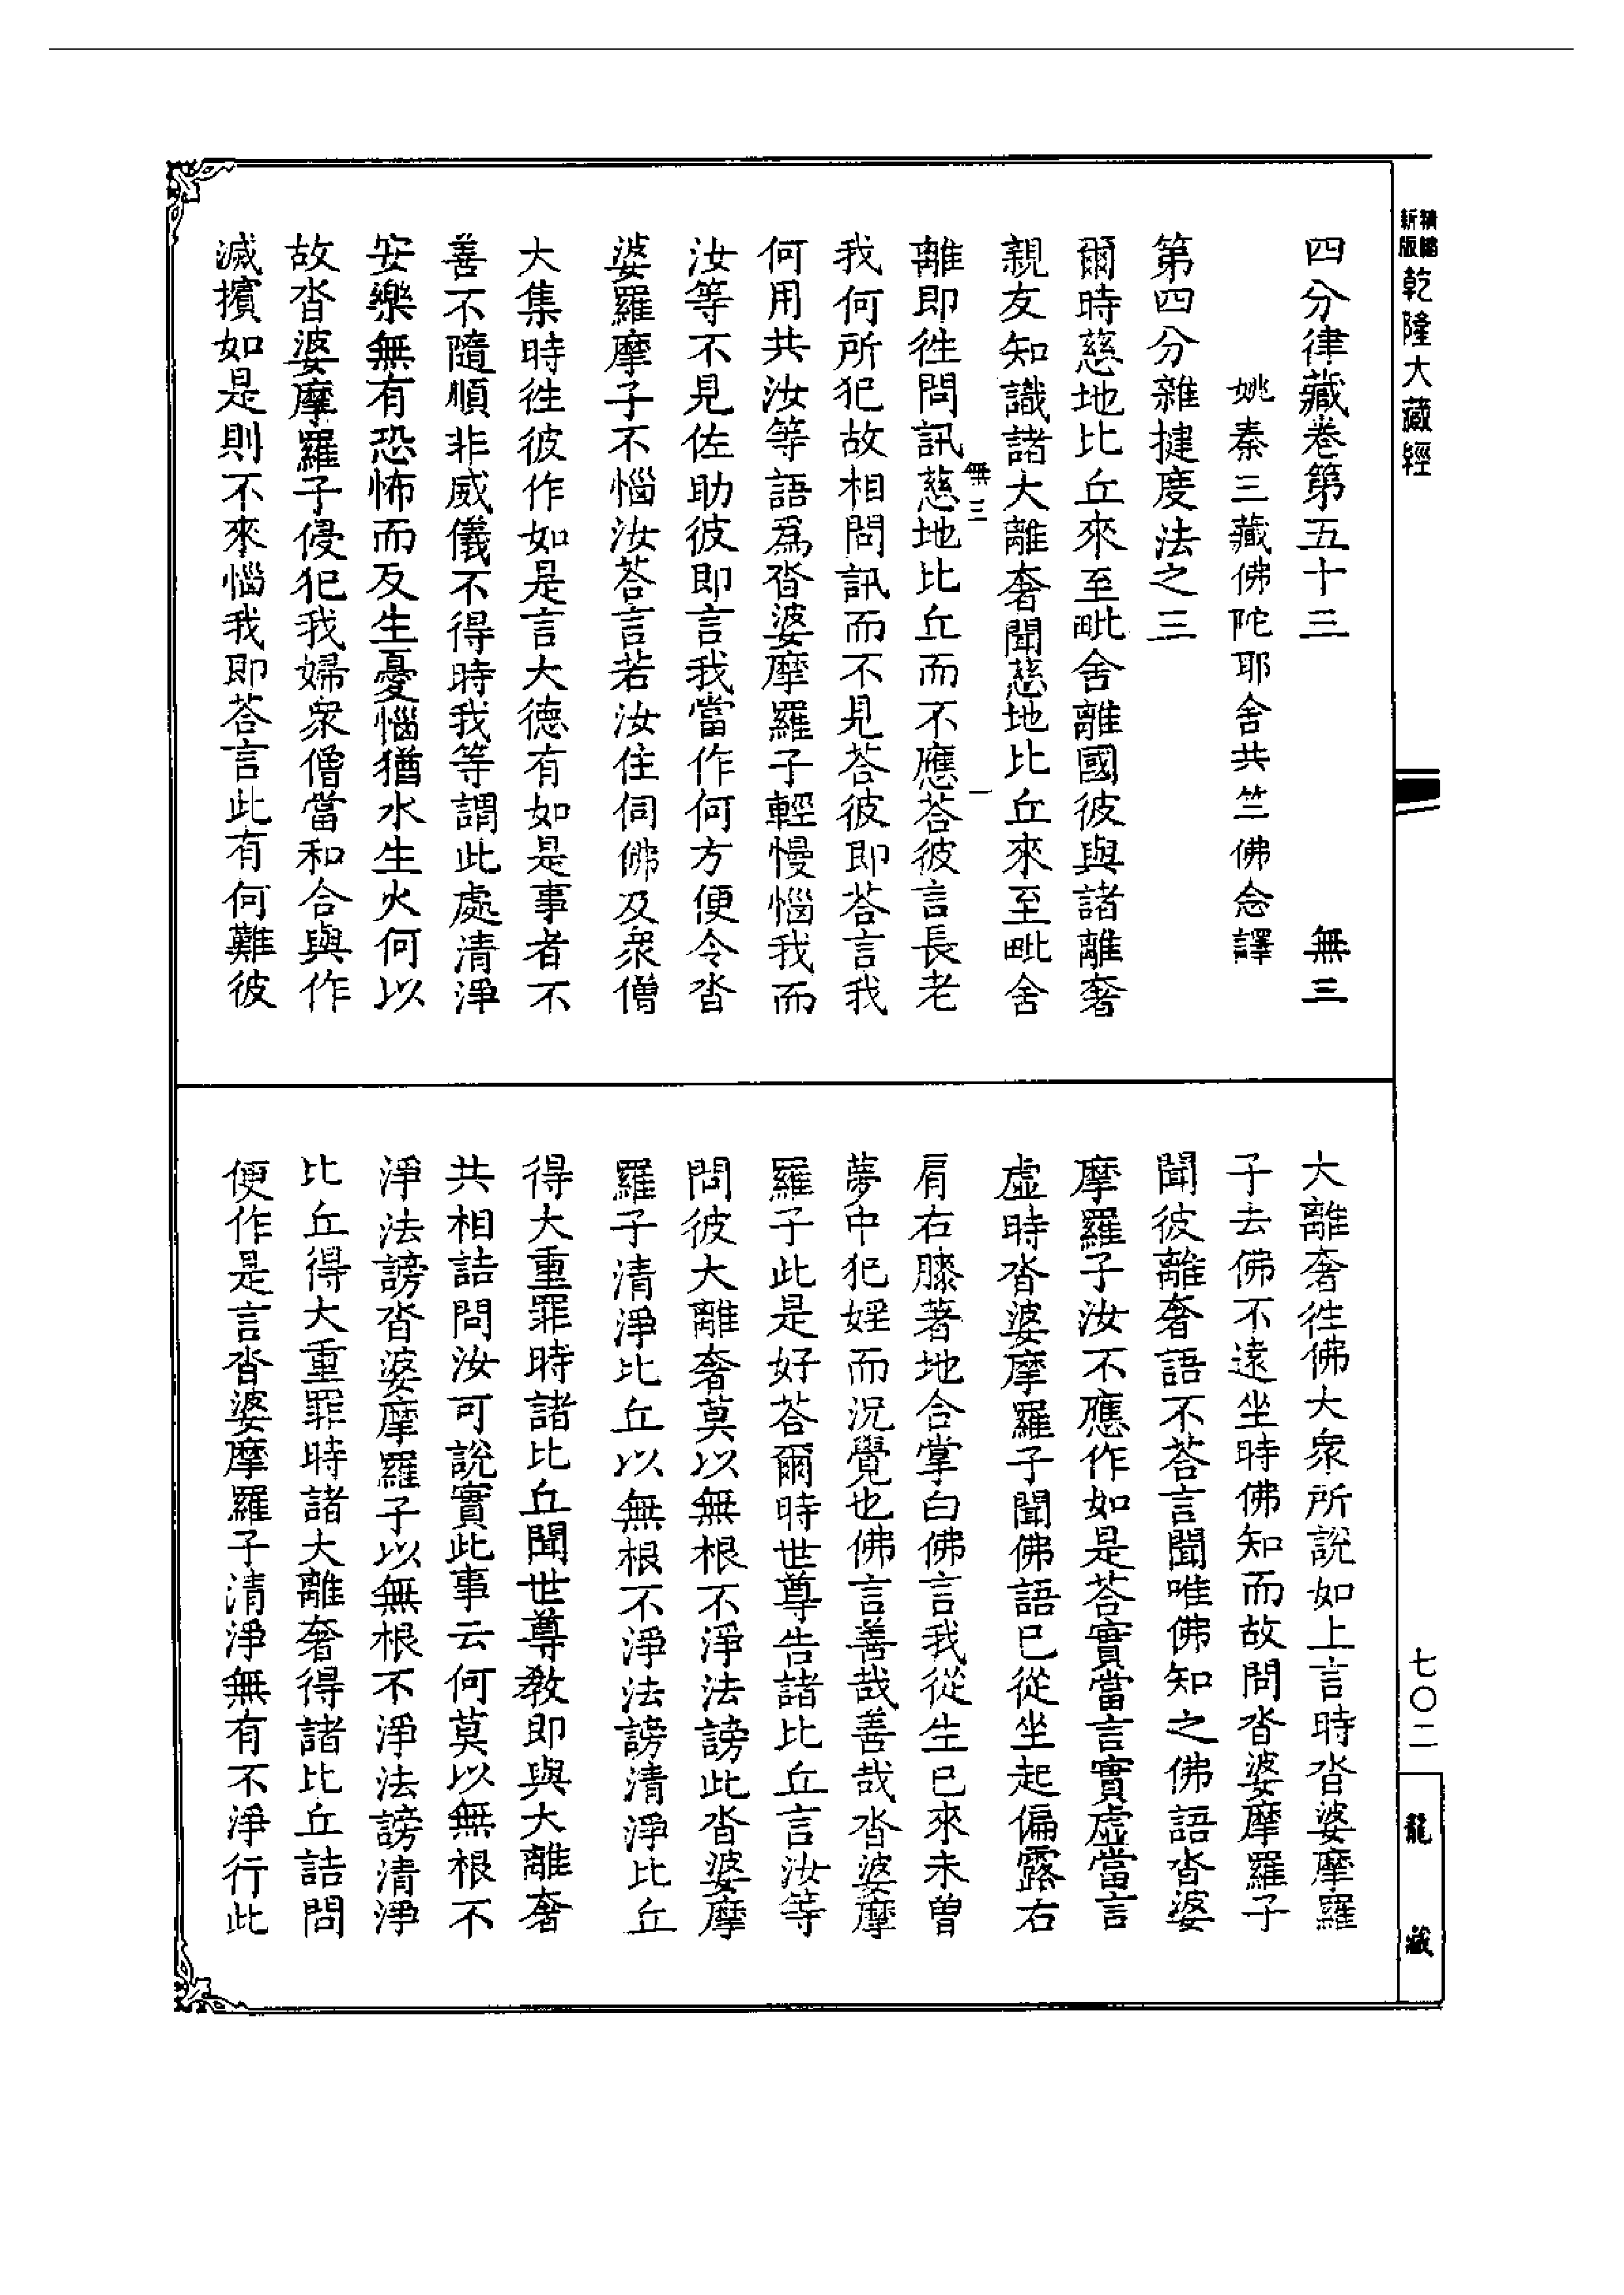 新版
精縮
乾隆大藏經
四分律藏卷第五十三 無三
姚秦三藏佛陀耶舍共竺佛念譯
第四分雜揵度法之三
爾時慈地比丘來至毗舍離國彼與諸離奢
親友知識諸大離奢聞慈地比丘來至毗舍
無三 一
離即徃問訊慈地比丘而不應荅彼言長老
我何所犯故相問訊而不見荅彼即荅言我
何用共汝等語爲沓婆摩羅子輕慢惱我而
汝等不見佐助彼即言我當作何方便令沓
婆羅摩子不惱汝荅言若汝住伺佛及衆僧
大集時徃彼作如是言大德有如是事者不
善不隨順非威儀不得時我等謂此處清淨
安樂無有恐怖而反生憂惱猶水生火何以
故沓婆摩羅子侵犯我婦衆僧當和合與作
滅擯如是則不來惱我即荅言此有何難彼
大離奢徃佛大衆所說如上言時沓婆摩羅
子去佛不遠坐時佛知而故問沓婆摩羅子
聞彼離奢語不荅言聞唯佛知之佛語沓婆
摩羅子汝不應作如是荅實當言實虛當言
虛時沓婆摩羅子聞佛語已從坐起偏露右
肩右膝著地合掌白佛言我從生已來未曾
夢中犯婬而況覺也佛言善哉善哉沓婆摩
羅子此是好荅爾時世尊告諸比丘言汝等
問彼大離奢莫以無根不淨法謗此沓婆摩
羅子清淨比丘以無根不淨法謗清淨比丘
得大重罪時諸比丘聞世尊教即與大離奢
共相詰問汝可說實此事云何莫以無根不
淨法謗沓婆摩羅子以無根不淨法謗清淨
比丘得大重罪時諸大離奢得諸比丘詰問
便作是言沓婆摩羅子清淨無有不淨行此
七〇二
龍藏